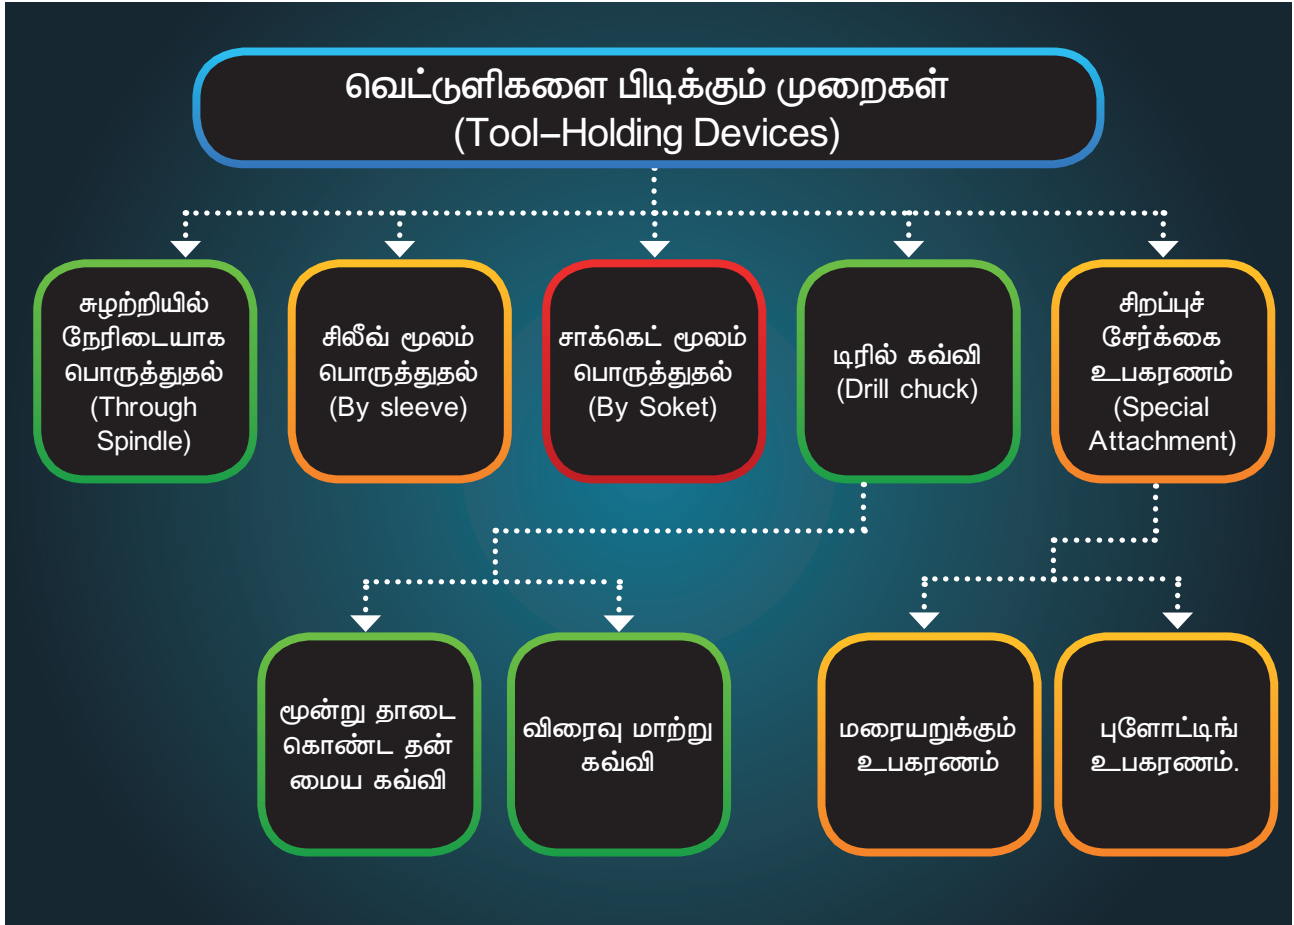 வெட்டுளிகளை பிடிக்கும் முறைகள்
(Tool–Holding Devices)
சுழற்றியில்
நேரிடையாக
பொருத்துதல்
(Through
Spindle)
சிலீவ் மூலம்
பொருத்துதல்
(By sleeve)
சாக்கெட் மூலம்
பொருத்துதல்
(By Soket)
டிரில் கவ்வி
(Drill chuck)
சிறப்புச்
சேர்க்கை
உபகரணம்
(Special
Attachment)
மூன்று தாடை
கொண்ட தன்
மைய கவ்வி
விரைவு மாற்று
கவ்வி
மரையறுக்கும்
உபகரணம்
புளோட்டிங்
உபகரணம்.